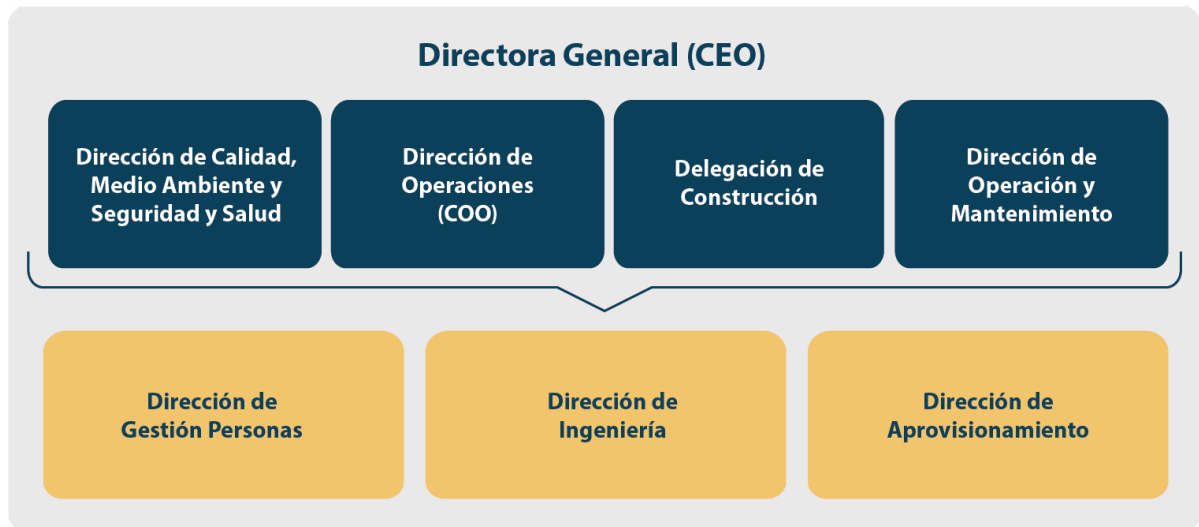 Directora General (CEO)
Dirección de Calidad,
Medio Ambiente y
Seguridad y Salud
Dirección de
Operaciones
(COO)
Delegación de
Construcción
Dirección de
Operación y
Mantenimiento
Dirección de
Gestión Personas
Dirección de
Ingeniería
Dirección de
Aprovisionamiento